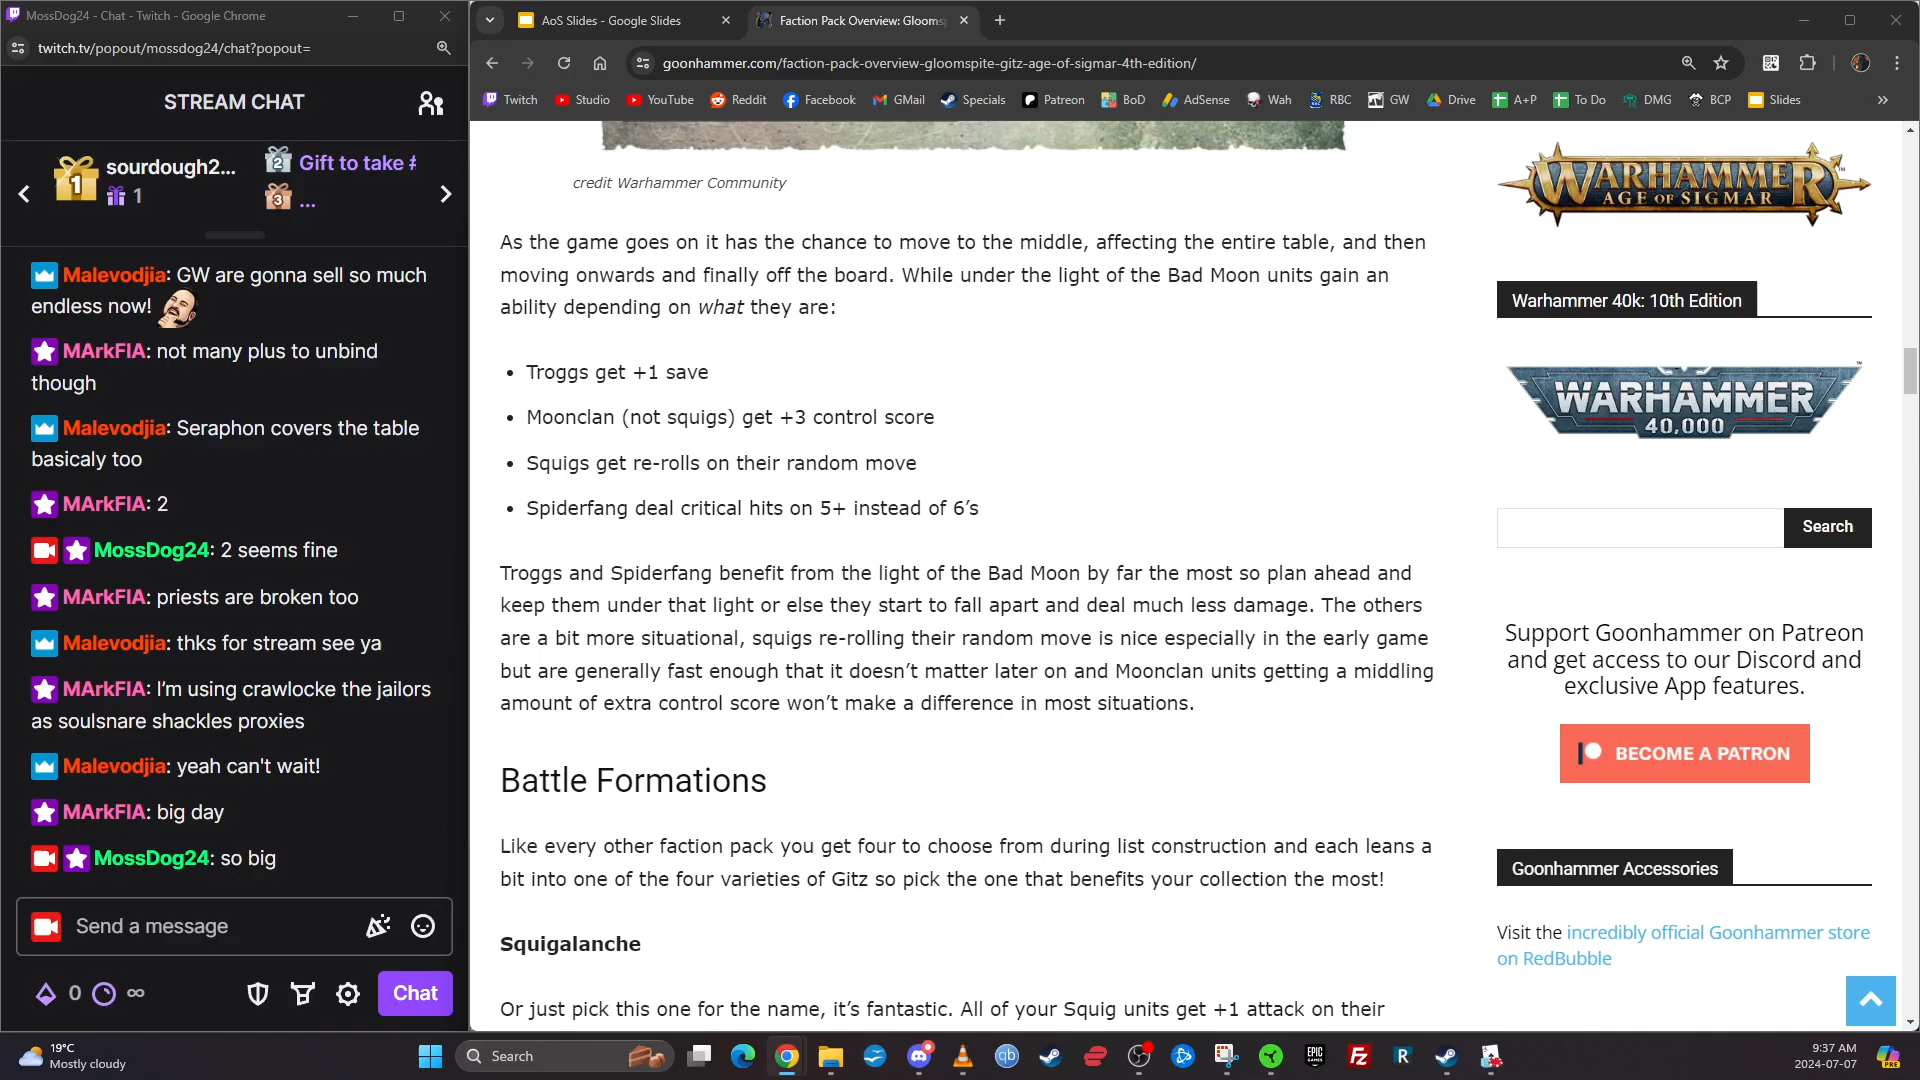 MossDog24 - Chat - Twitch - Google Chrome
twitch.tv/popout/mossdog24/chat?popout=
STREAM CHAT
1
sourdough2...
1
2
Gift to take #
3
...
Malevodjia: GW are gonna sell so much
endless now!
MArkFIA: not many plus to unbind
though
Malevodjia: Seraphon covers the table
basicaly too
MArkFIA: 2
MossDog24: 2 seems fine
MArkFIA: priests are broken too
Malevodjia: thks for stream see ya
MArkFIA: I'm using crawlocke the jailors
as soulsnare shackles proxies
Malevodjia: yeah can't wait!
MArkFIA: big day
MossDog24: so big
Send a message
0
∞
Chat
AoS Slides - Google Slides
Faction Pack Overview: Glooms
goonhammer.com/faction-pack-overview-gloomspite-gitz-age-of-sigmar-4th-edition/
Twitch
Studio
YouTube
Reddit
Facebook
GMail
Specials
Patreon
BoD
AdSense
Wah
RBC
GW
Drive
A+P
To Do
DMG
BCP
Slides
credit Warhammer Community
As the game goes on it has the chance to move to the middle, affecting the entire table, and then
moving onwards and finally off the board. While under the light of the Bad Moon units gain an
ability depending on what they are:
• Troggs get +1 save
• Moonclan (not squigs) get +3 control score
• Squigs get re-rolls on their random move
• Spiderfang deal critical hits on 5+ instead of 6’s
Troggs and Spiderfang benefit from the light of the Bad Moon by far the most so plan ahead and
keep them under that light or else they start to fall apart and deal much less damage. The others
are a bit more situational, squigs re-rolling their random move is nice especially in the early game
but are generally fast enough that it doesn’t matter later on and Moonclan units getting a middling
amount of extra control score won’t make a difference in most situations.
Battle Formations
Like every other faction pack you get four to choose from during list construction and each leans a
bit into one of the four varieties of Gitz so pick the one that benefits your collection the most!
Squigalanche
Or just pick this one for the name, it’s fantastic. All of your Squig units get +1 attack on their
WARHAMMER
AGE OF SIGMAR
Warhammer 40k: 10th Edition
WARHAMMER
40,000
Search
Support Goonhammer on Patreon
and get access to our Discord and
exclusive App features.
BECOME A PATRON
Goonhammer Accessories
Visit the incredibly official Goonhammer store
on RedBubble
19°C
Mostly cloudy
Search
9:37 AM
2024-07-07